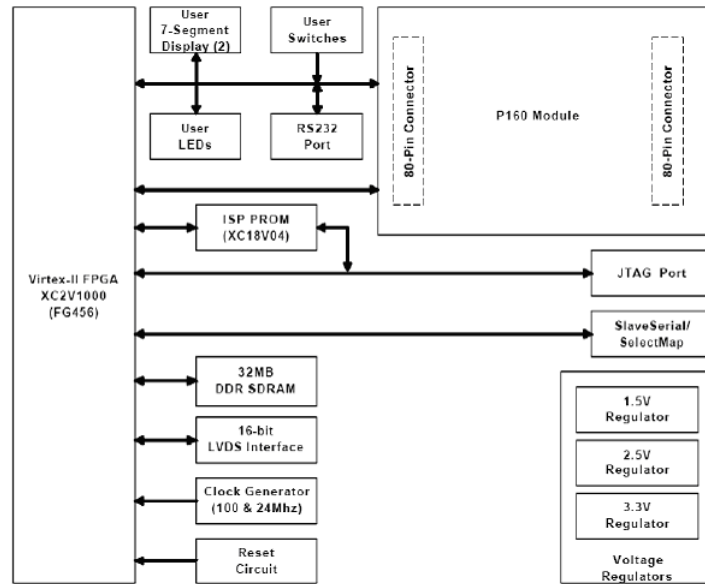 User
7-Segment
Display (2)
User
Switches
User
LEDs
RS232
Port
80-Pin Connector
P160 Module
80-Pin Connector
ISP PROM
(XC18V04)
Virtex-II FPGA
XC2V1000
(FG456)
JTAG Port
SlaveSerial/
SelectMap
32MB
DDR SDRAM
16-bit
LVDS Interface
Clock Generator
(100 & 24Mhz)
Reset
Circuit
1.5V
Regulator
2.5V
Regulator
3.3V
Regulator
Voltage
Regulators